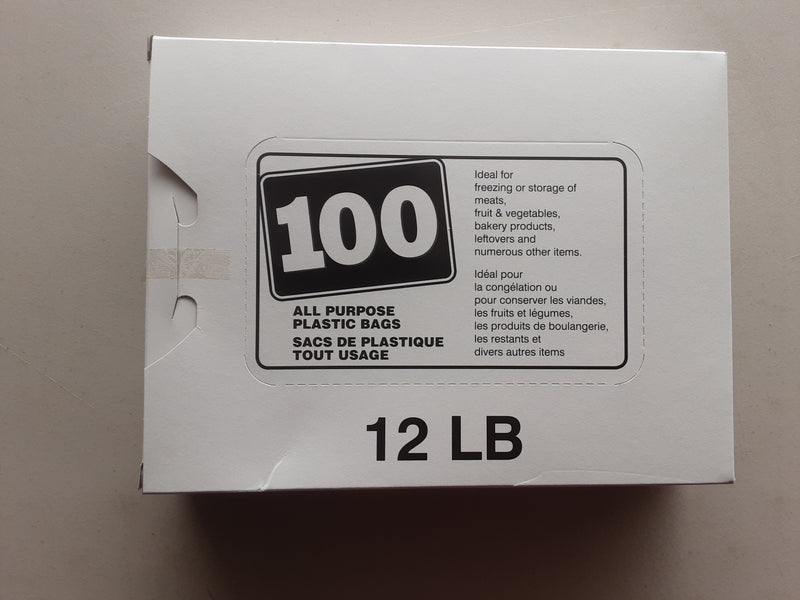 100
ALL PURPOSE
PLASTIC BAGS
SACS DE PLASTIQUE
TOUT USAGE
Ideal for
freezing or storage of
meats,
fruit & vegetables,
bakery products,
leftovers and
numerous other items.
Idéal pour
la congélation ou
pour conserver les viandes,
les fruits et légumes,
les produits de boulangerie,
les restants et
divers autres items
12 LB